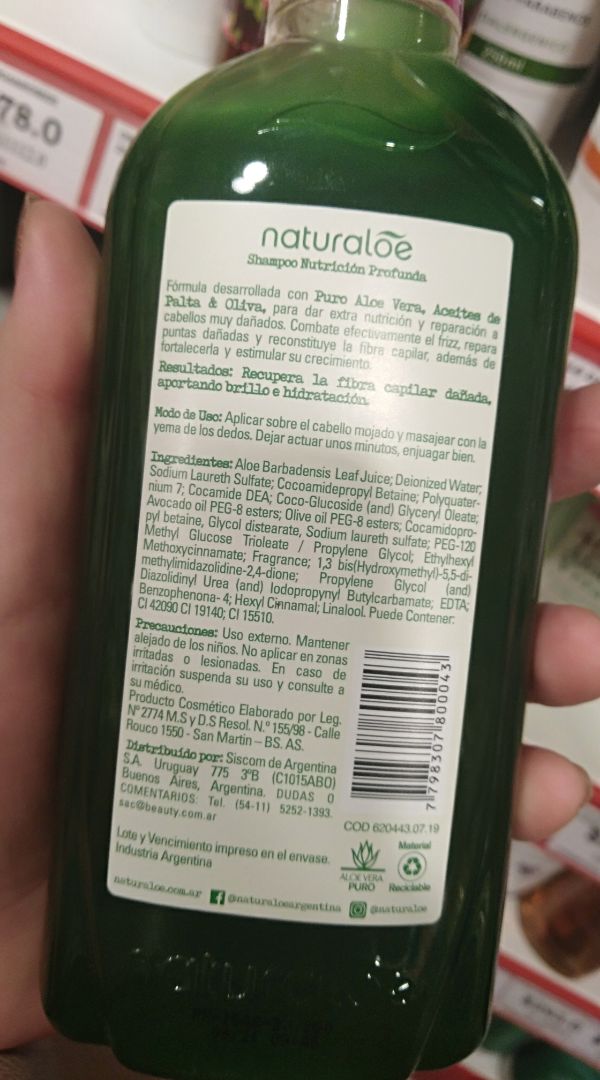 78.0
250ml
naturaloe
Shampoo Nutrición Profunda
Fórmula desarrollada con Puro Aloe Vera, Aceites de
Palta & Oliva, para dar extra nutrición y reparación a
cabellos muy dañados. Combate efectivamente el frizz, repara
puntas dañadas y reconstituye la fibra capilar, además de
fortalecerla y estimular su crecimiento.
Resultados: Recupera la fibra capilar dañada,
aportando brillo e hidratación.
Modo de Uso: Aplicar sobre el cabello mojado y masajear con la
yema de los dedos. Dejar actuar unos minutos, enjuagar bien.
Ingredientes: Aloe Barbadensis Leaf Juice; Deionized Water;
Sodium Laureth Sulfate; Cocoamidepropyl Betaine; Polyquater-
nium 7; Cocamide DEA; Coco-Glucoside (and) Glyceryl Oleate;
Avocado oil PEG-8 esters; Olive oil PEG-8 esters; Cocamidopro-
pyl betaine, Glycol distearate, Sodium laureth sulfate; PEG-120
Methyl Glucose Trioleate / Propylene Glycol; Ethylhexyl
Methoxycinnamate; Fragrance; 1,3 bis(Hydroxymethyl)-5,5-di-
methylimidazolidine-2,4-dione; Propylene Glycol (and)
Diazolidinyl Urea (and) Iodopropynyl Butylcarbamate; EDTA;
Benzophenona- 4; Hexyl Cinnamal; Linalool. Puede Contener:
CI 42090 CI 19140; CI 15510.
Precauciones: Uso externo. Mantener
alejado de los niños. No aplicar en zonas
irritadas o lesionadas. En caso de
irritación suspenda su uso y consulte a
su médico.
Producto Cosmético Elaborado por Leg.
Nº 2774 M.S y D.S Resol. N.º 155/98 - Calle
Rouco 1550 - San Martin – BS. AS.
Distribuido por: Siscom de Argentina
S.A. Uruguay 775 3ºB (C1015ABO)
Buenos Aires, Argentina. DUDAS O
COMENTARIOS: Tel. (54-11) 5252-1393.
sac@beauty.com.ar
7 798307 800043
COD 620443.07.19
Lote y Vencimiento impreso en el envase.
Industria Argentina
ALOE VERA
PURO
Material
Reciclable
naturaloe.com.ar @naturaloeargentina @naturaloe